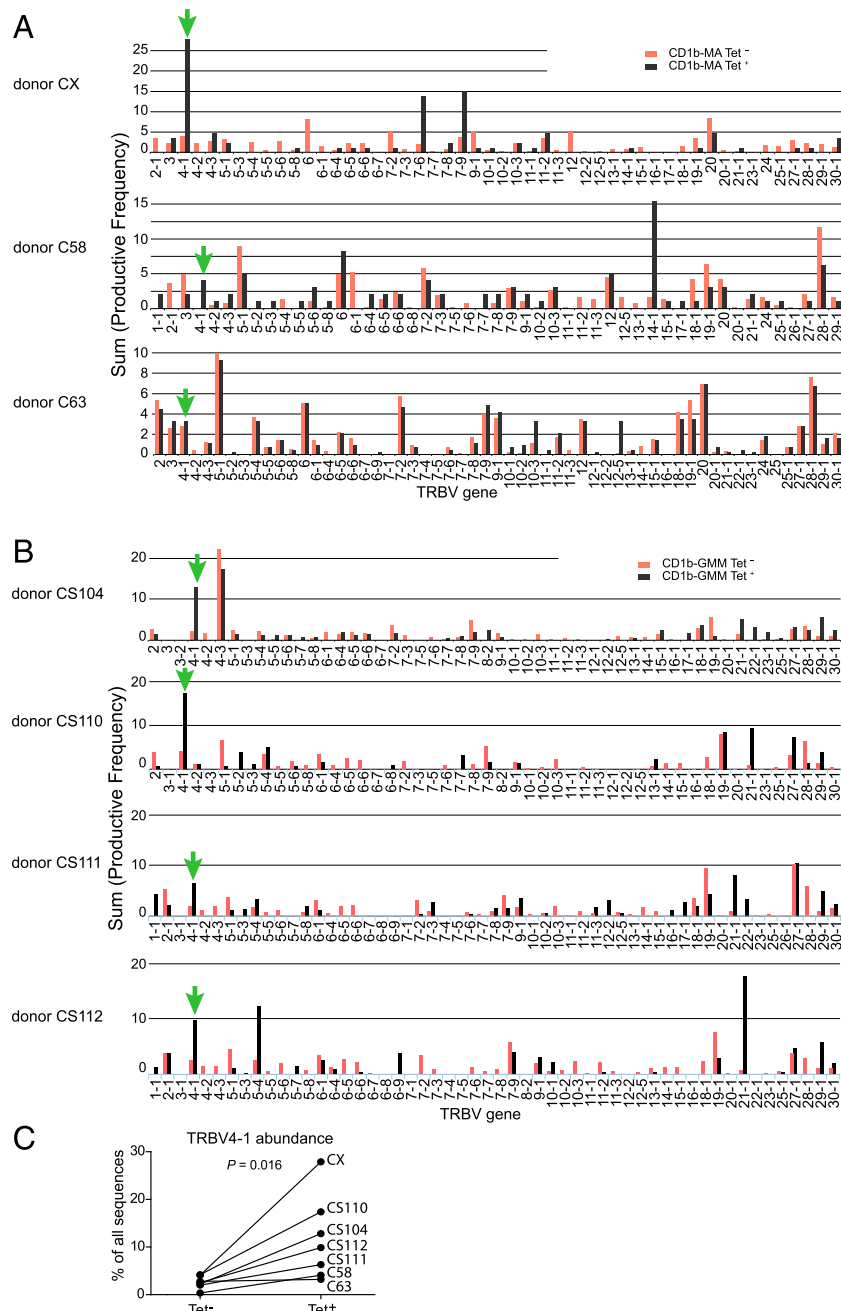 A
donor CX
CD1b-MA Tet -
CD1b-MA Tet +
25
20
15
10
5
0
2-1 3 4-1 4-2 4-3 5-1 5-3 5-4 5-5 5-6 5-8 6 6-1 6-4 6-5 6-6 6-7 7-2 7-3 7-6 7-7 7-8 7-9 9-1 10-1 10-2 10-3 11-1 11-2 11-3 12 12-2 12-5 13-1 14-1 15-1 16-1 18-1 19-1 20 20-1 21-1 23-1 24 25-1 27-1 28-1 29-1 30-1
donor C58
Sum (Productive Frequency)
15
10
5
0
1-1 2-1 3 4-1 4-2 4-3 5-1 5-2 5-3 5-4 5-5 5-6 5-8 6 6-1 6-4 6-5 6-6 6-8 7-2 7-3 7-5 7-6 7-7 7-8 7-9 9-1 10-2 10-3 11-1 11-2 11-3 12 12-5 13-1 14-1 15-1 16-1 17-1 18-1 19-1 20 20-1 21-1 24 25-1 26-1 27-1 28-1 29-1
donor C63
10
8
6
4
2
0
2 3 4-1 4-2 4-3 5-1 5-2 5-3 5-4 5-5 5-6 5-8 6 6-1 6-4 6-5 6-6 6-7 6-9 7-1 7-2 7-3 7-4 7-5 7-6 7-7 7-8 7-9 9-1 10-1 10-2 10-3 11-1 11-2 11-3 12 12-1 12-2 12-5 13-1 14-1 15-1 16-1 18-1 19-1 20 20-1 21-1 22-1 23-1 24 25 25-1 27-1 28-1 29-1 30-1
TRBV gene
B
donor CS104
CD1b-GMM Tet -
CD1b-GMM Tet +
20
10
0
2 3-1 3-2 4-1 4-2 4-3 5-1 5-3 5-4 5-5 5-6 5-7 5-8 6-1 6-4 6-5 6-6 6-7 7-2 7-3 7-5 7-6 7-7 7-8 7-9 8-2 9-1 10-1 10-2 10-3 11-1 11-2 11-3 12-1 12-2 12-5 13-1 14-1 15-1 16-1 17-1 18-1 19-1 20-1 21-1 22-1 23-1 25-1 27-1 28-1 29-1 30-1
donor CS110
Sum (Productive Frequency)
20
10
0
2 3-1 4-1 4-2 4-3 5-1 5-2 5-3 5-4 5-5 5-6 5-8 6-1 6-4 6-5 6-6 6-7 6-8 7-2 7-3 7-5 7-6 7-7 7-8 7-9 8-2 9-1 10-1 10-2 10-3 11-1 11-2 11-3 12-1 12-2 12-5 13-1 14-1 15-1 16-1 18-1 19-1 20-1 21-1 23-1 25-1 27-1 28-1 29-1 30-1
donor CS111
20
10
0
1-1 2-1 3-1 4-1 4-2 4-3 5-1 5-3 5-4 5-5 5-6 5-7 5-8 6-1 6-4 6-5 6-6 6-7 6-8 6-9 7-1 7-2 7-3 7-4 7-5 7-6 7-7 7-8 7-9 9-1 10-1 10-2 10-3 11-1 11-2 11-3 12-2 12-5 13-1 14-1 15-1 16-1 17-1 18-1 19-1 20-1 21-1 22-1 23-1 25-1 26- 27-1 28-1 29-1 30-1
donor CS112
20
10
0
1-1 2-1 3-1 4-1 4-2 4-3 5-1 5-3 5-4 5-5 5-6 5-7 5-8 6-1 6-4 6-5 6-6 6-7 6-8 6-9 7-1 7-2 7-3 7-4 7-5 7-6 7-7 7-8 7-9 9-1 10-1 10-2 10-3 11-1 11-2 11-3 12-2 12-5 13-1 14-1 15-1 16-1 18-1 19-1 20-1 21-1 22-1 23-1 25-1 27-1 28-1 29-1 30-1
TRBV gene
C
TRBV4-1 abundance
P = 0.016
% of all sequences
30
20
10
0
CX
CS110
CS104
CS112
CS111
C58
C63
Tet-
Tet+